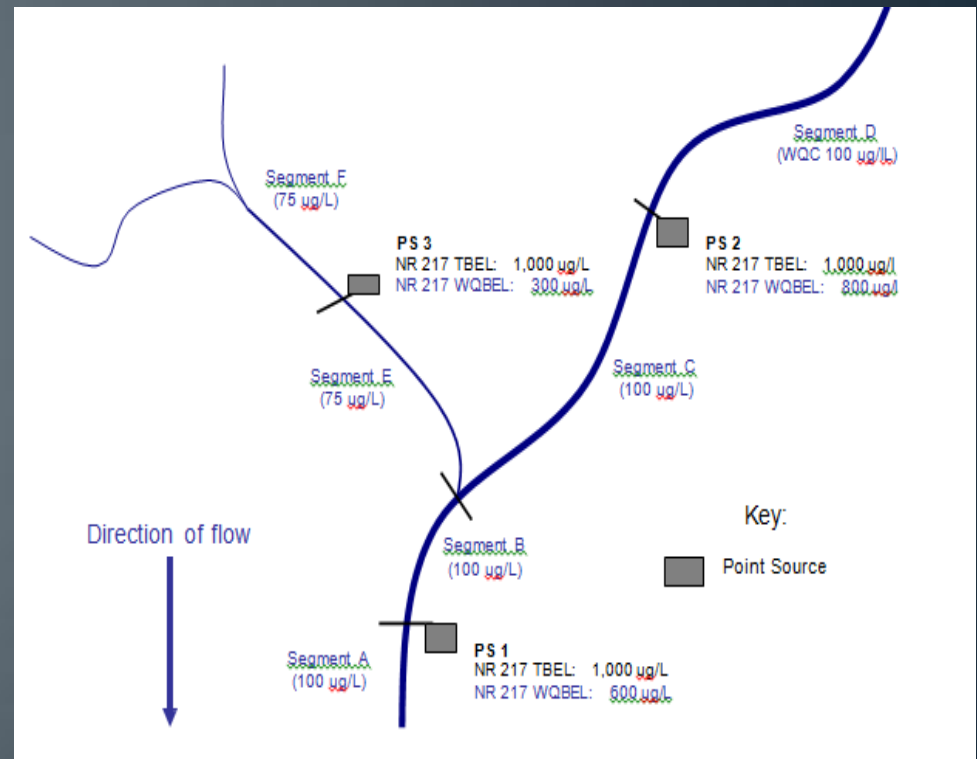 Segment D
(WQC 100 ug/lL)
Segment F
(75 ug/L)
PS 3
NR 217 TBEL: 1,000 ug/L
NR 217 WQBEL: 300 ug/L
PS 2
NR 217 TBEL: 1,000 ug/l
NR 217 WQBEL: 800 ug/l
Segment E
(75 ug/L)
Segment C
(100 ug/L)
Direction of flow
Key:
Point Source
Segment B
(100 ug/L)
Segment A
(100 ug/L)
PS 1
NR 217 TBEL: 1,000 ug/L
NR 217 WQBEL: 600 ug/L